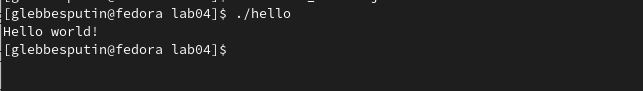 [glebbesputin@fedora lab04]$ ./hello
Hello world!
[glebbesputin@fedora lab04]$